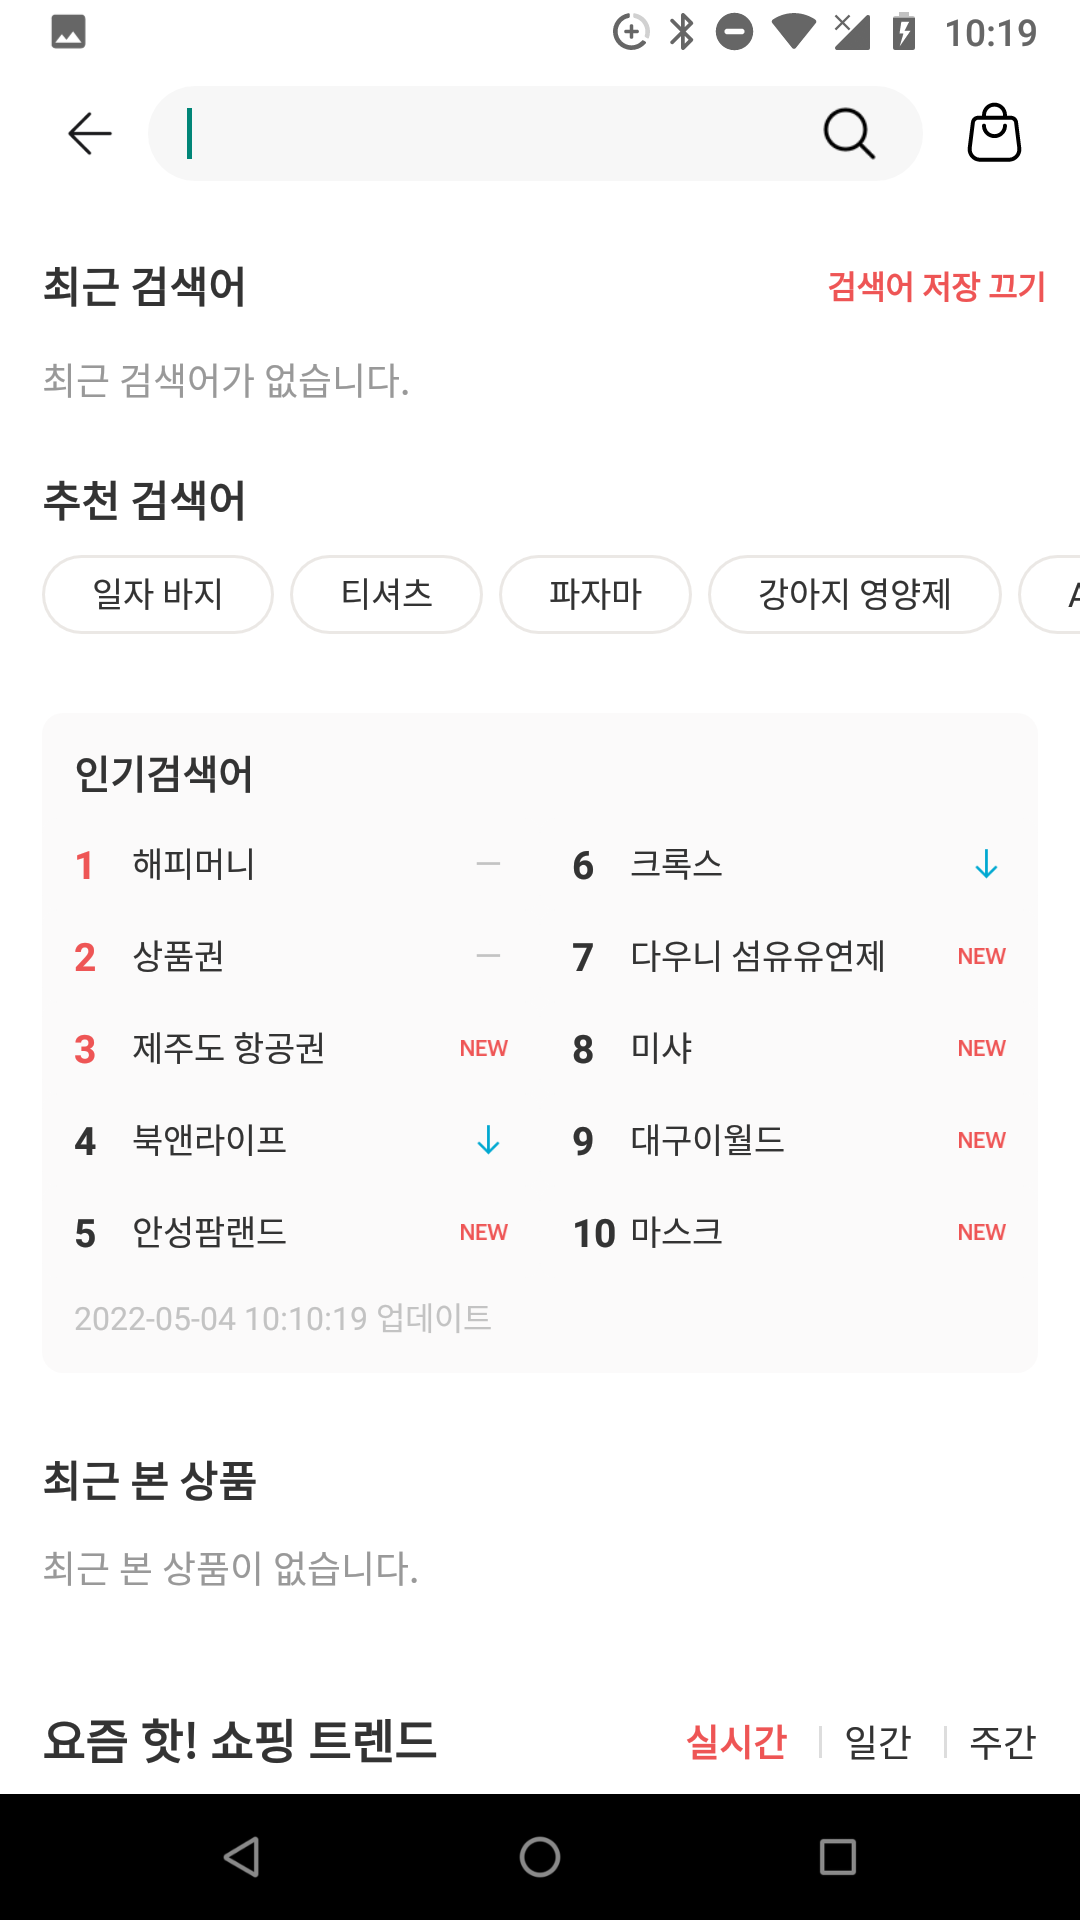 10:19
최근 검색어
검색어 저장 끄기
최근 검색어가 없습니다.
추천 검색어
일자 바지
티셔츠
파자마
강아지 영양제
인기검색어
1 해피머니
2 상품권
3 제주도 항공권 NEW
4 북앤라이프
5 안성팜랜드 NEW
6 크록스
7 다우니 섬유유연제 NEW
8 미샤 NEW
9 대구이월드 NEW
10 마스크 NEW
2022-05-04 10:10:19 업데이트
최근 본 상품
최근 본 상품이 없습니다.
요즘 핫! 쇼핑 트렌드
실시간 일간 주간